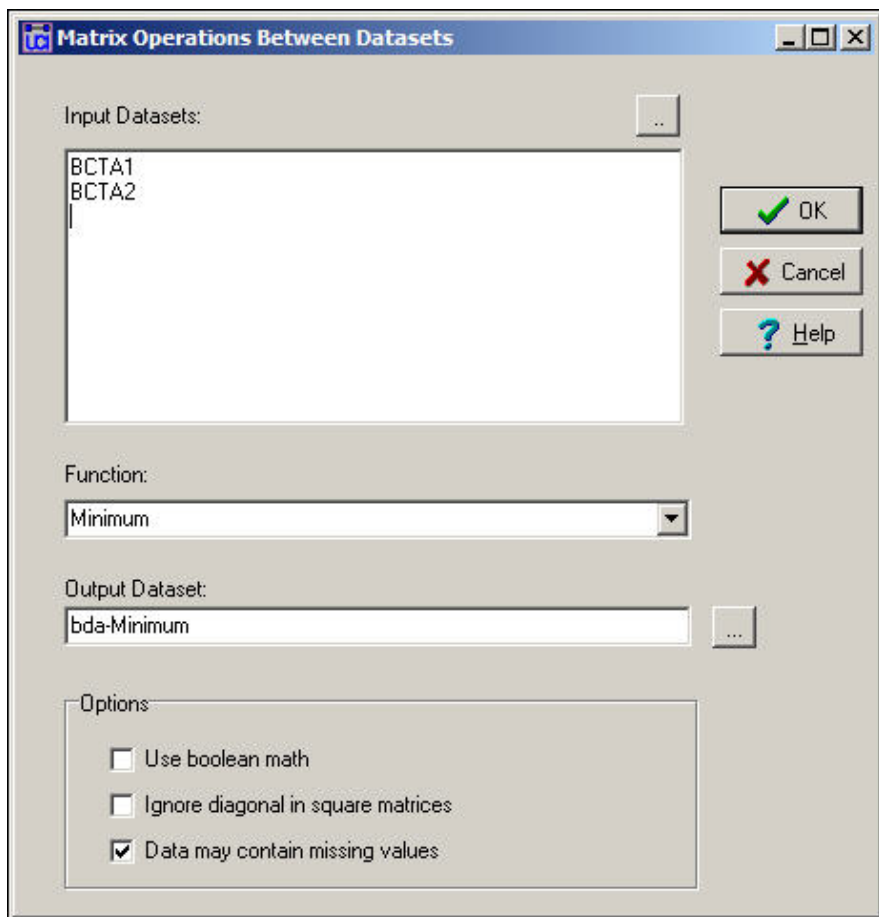 Matrix Operations Between Datasets
Input Datasets:
..
BCTA1
BCTA2
OK
Cancel
? Help
Function:
Minimum
Output Dataset:
bda-Minimum
...
Options
Use boolean math
Ignore diagonal in square matrices
Data may contain missing values